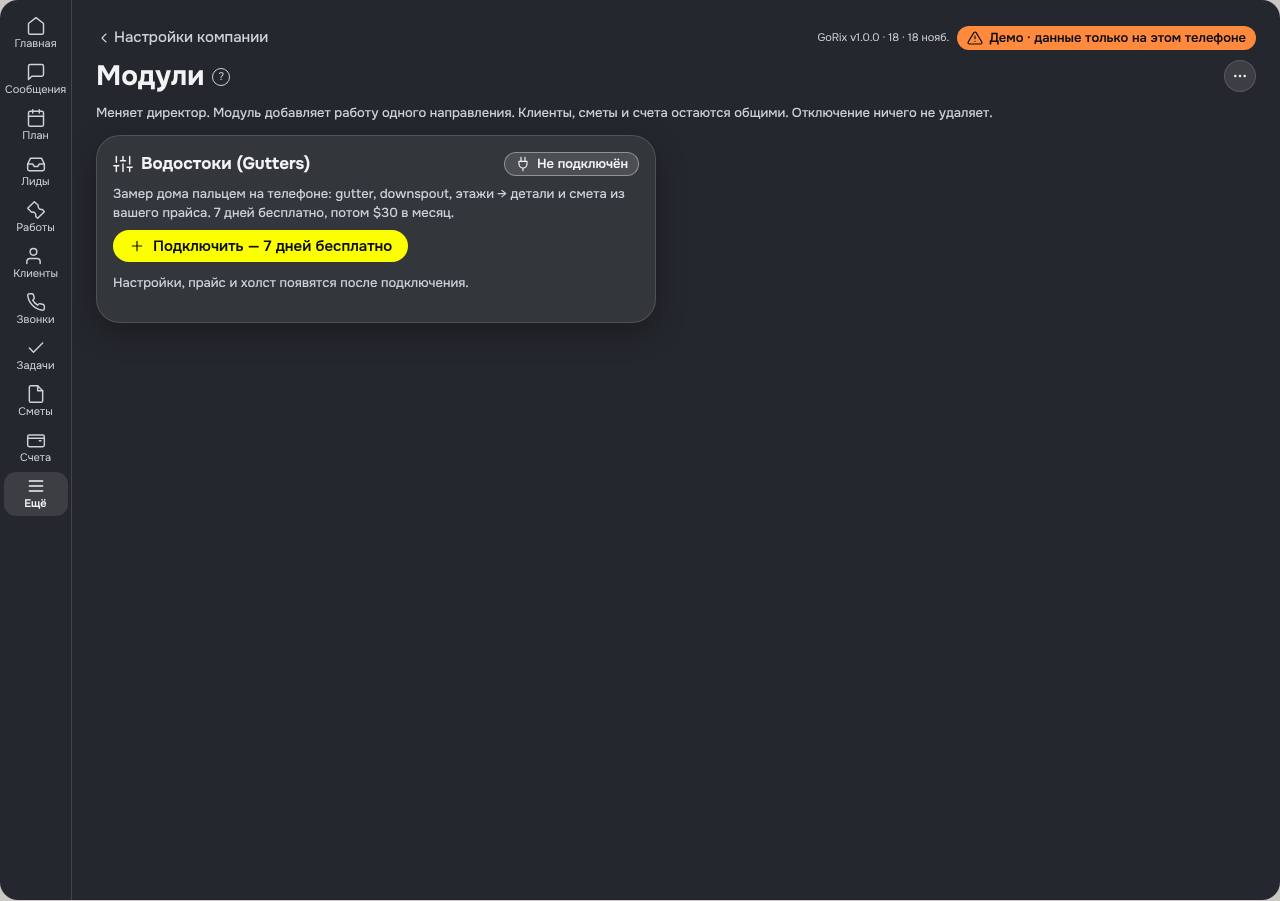 Главная
Сообщения
План
Лиды
Работы
Клиенты
Звонки
Задачи
Сметы
Счета
Ещё
Настройки компании
GoRix v1.0.0 · 18 · 18 нояб.
Демо · данные только на этом телефоне
Модули ?
Меняет директор. Модуль добавляет работу одного направления. Клиенты, сметы и счета остаются общими. Отключение ничего не удаляет.
Водостоки (Gutters)
Не подключён
Замер дома пальцем на телефоне: gutter, downspout, этажи → детали и смета из
вашего прайса. 7 дней бесплатно, потом $30 в месяц.
Подключить — 7 дней бесплатно
Настройки, прайс и холст появятся после подключения.